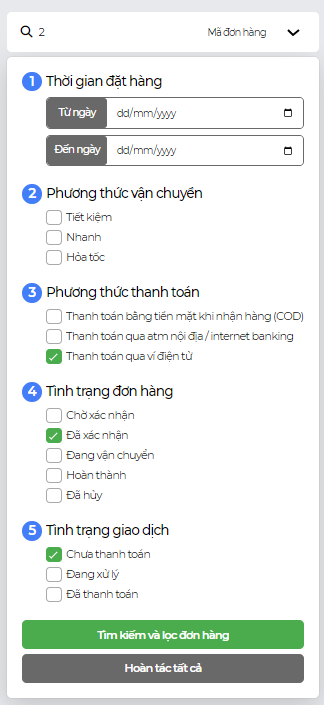 2 Mã đơn hàng
1 Thời gian đặt hàng
Từ ngày dd/mm/yyyy
Đến ngày dd/mm/yyyy
2 Phương thức vận chuyển
Tiết kiệm
Nhanh
Hỏa tốc
3 Phương thức thanh toán
Thanh toán bằng tiền mặt khi nhận hàng (COD)
Thanh toán qua atm nội địa / internet banking
Thanh toán qua ví điện tử
4 Tình trạng đơn hàng
Chờ xác nhận
Đã xác nhận
Đang vận chuyển
Hoàn thành
Đã hủy
5 Tình trạng giao dịch
Chưa thanh toán
Đang xử lý
Đã thanh toán
Tìm kiếm và lọc đơn hàng
Hoàn tác tất cả